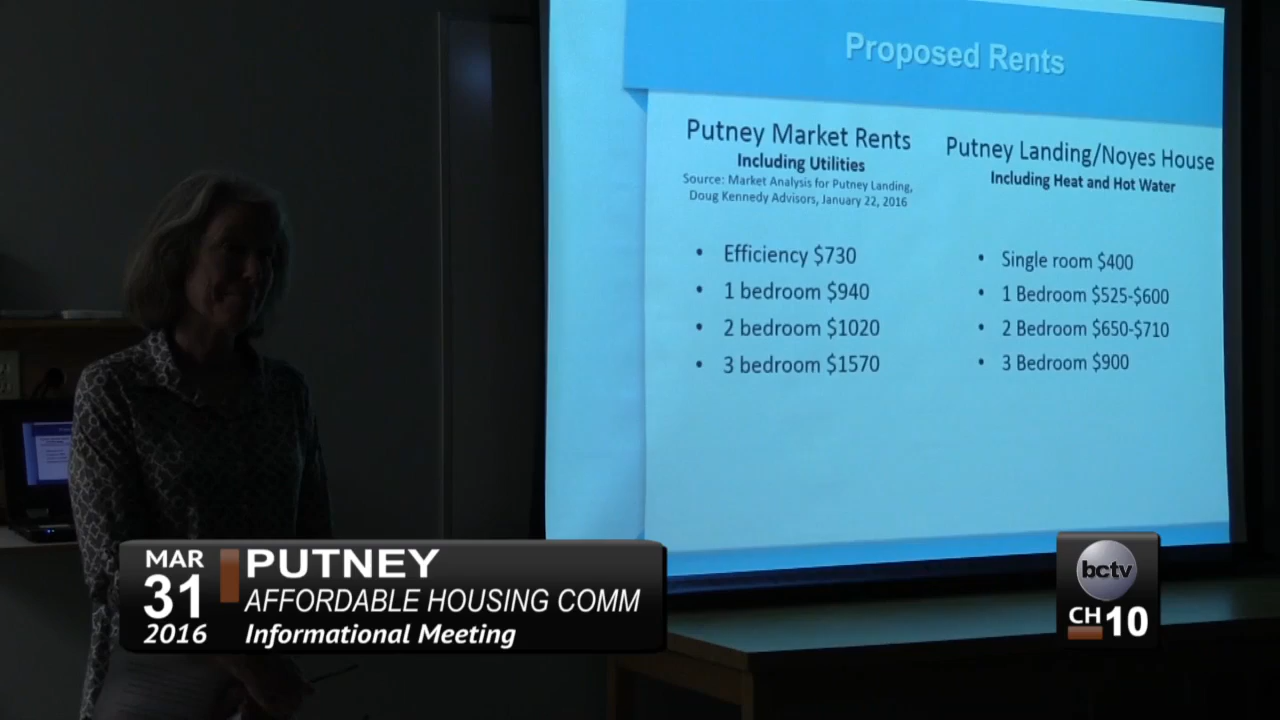 Proposed Rents
Putney Market Rents
Including Utilities
Source: Market Analysis for Putney Landing,
Doug Kennedy Advisors, January 22, 2016
• Efficiency $730
• 1 bedroom $940
• 2 bedroom $1020
• 3 bedroom $1570
Putney Landing/Noyes House
Including Heat and Hot Water
• Single room $400
• 1 Bedroom $525-$600
• 2 Bedroom $650-$710
• 3 Bedroom $900
MAR
31
2016
PUTNEY
AFFORDABLE HOUSING COMM
Informational Meeting
bctv
CH 10